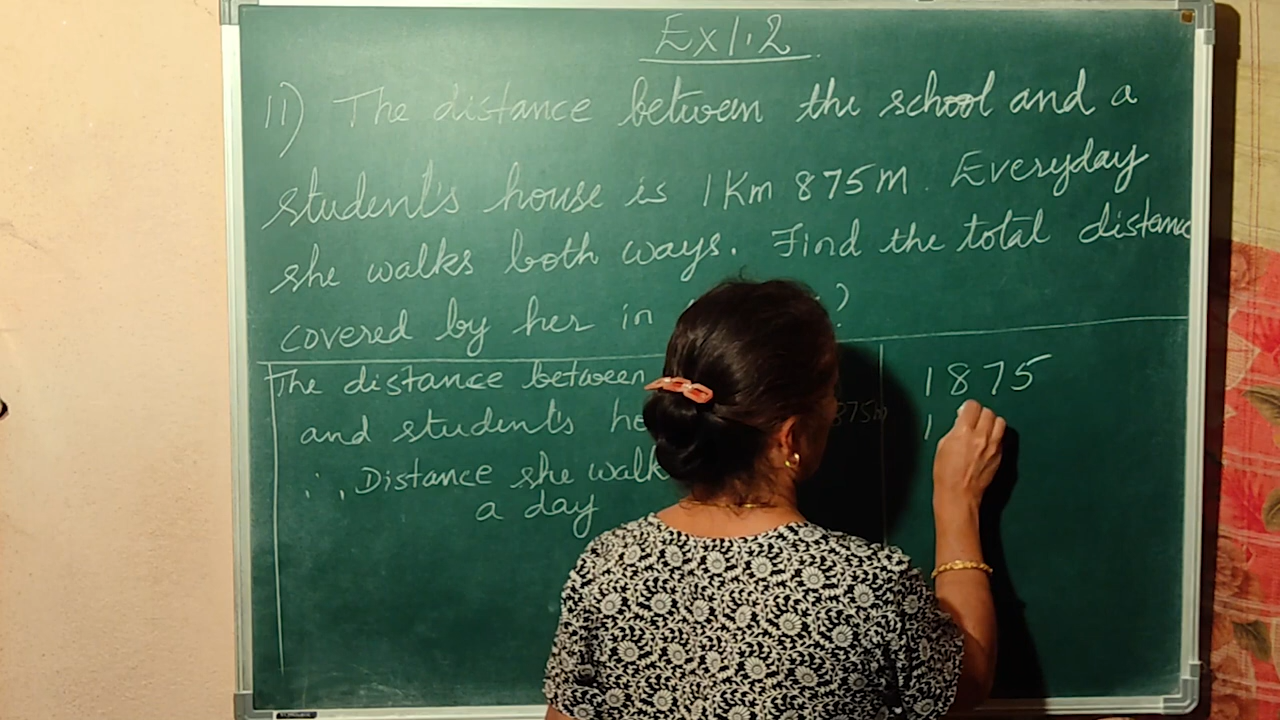 Ex 1.2
11) The distance between the school and a
student's house is 1 Km 875 m. Everyday
she walks both ways. Find the total distance
covered by her in
?
The distance between
and student's
875m
∴ Distance she walk
a day
1875
1